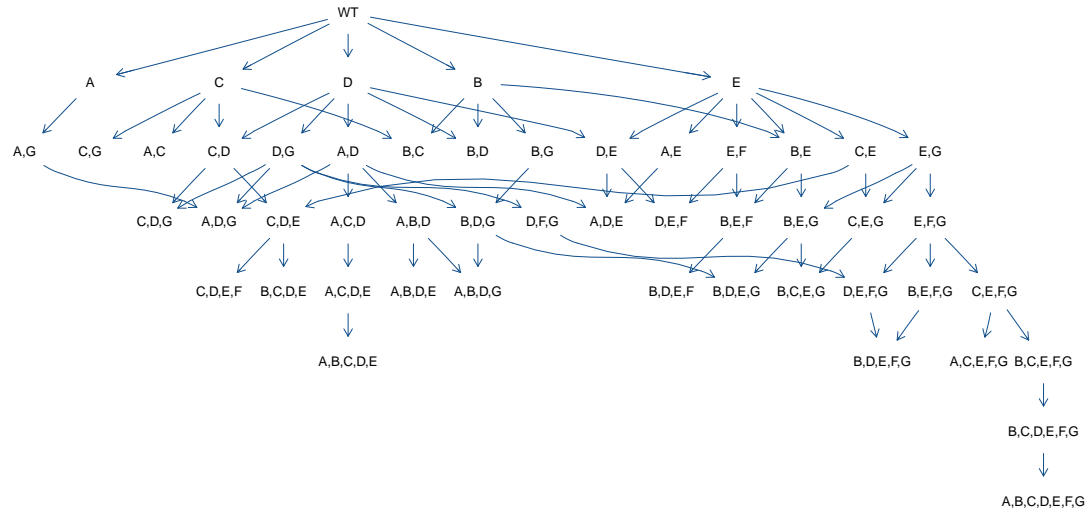 WT
A C D B E
A,G C,G A,C C,D D,G A,D B,C B,D B,G D,E A,E E,F B,E C,E E,G
C,D,G A,D,G C,D,E A,C,D A,B,D B,D,G D,F,G A,D,E D,E,F B,E,F B,E,G C,E,G E,F,G
C,D,E,F B,C,D,E A,C,D,E A,B,D,E A,B,D,G B,D,E,F B,D,E,G B,C,E,G D,E,F,G B,E,F,G C,E,F,G
A,B,C,D,E B,D,E,F,G A,C,E,F,G B,C,E,F,G
B,C,D,E,F,G
A,B,C,D,E,F,G